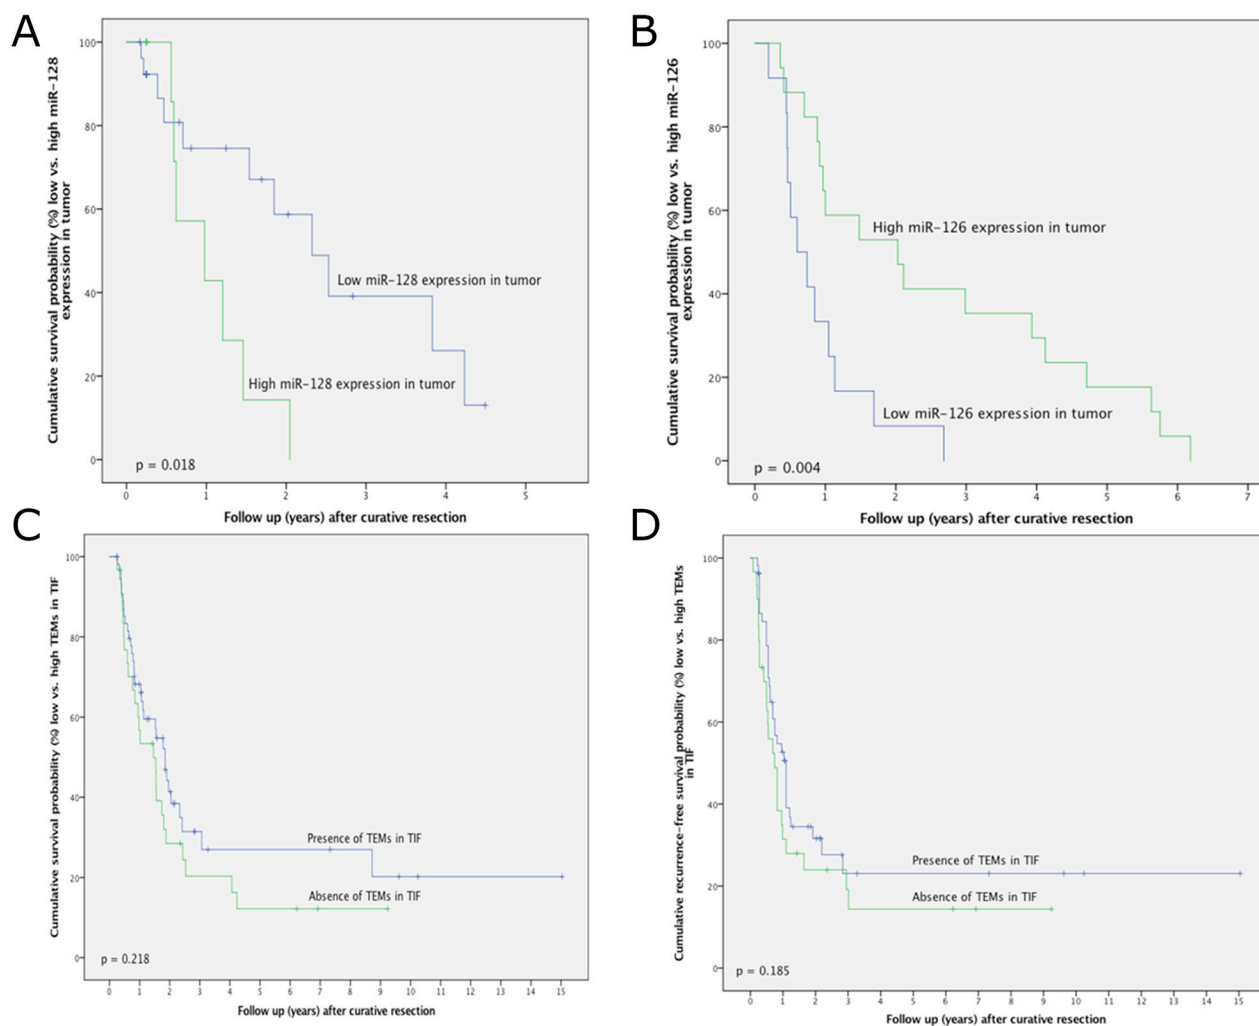 A
Cumulative survival probability (%) low vs. high miR-128
expression in tumor
100
80
60
40
20
0
Low miR-128 expression in tumor
High miR-128 expression in tumor
p = 0.018
0 1 2 3 4 5
Follow up (years) after curative resection
B
Cumulative survival probability (%) low vs. high miR-126
expression in tumor
100
80
60
40
20
0
High miR-126 expression in tumor
Low miR-126 expression in tumor
p = 0.004
0 1 2 3 4 5 6 7
Follow up (years) after curative resection
C
Cumulative survival probability (%) low vs. high TEMs in TIF
100
80
60
40
20
0
Presence of TEMs in TIF
Absence of TEMs in TIF
p = 0.218
0 1 2 3 4 5 6 7 8 9 10 11 12 13 14 15
Follow up (years) after curative resection
D
Cumulative recurrence-free survival probability (%) low vs. high TEMs
in TIF
100
80
60
40
20
0
Presence of TEMs in TIF
Absence of TEMs in TIF
p = 0.185
0 1 2 3 4 5 6 7 8 9 10 11 12 13 14 15
Follow up (years) after curative resection